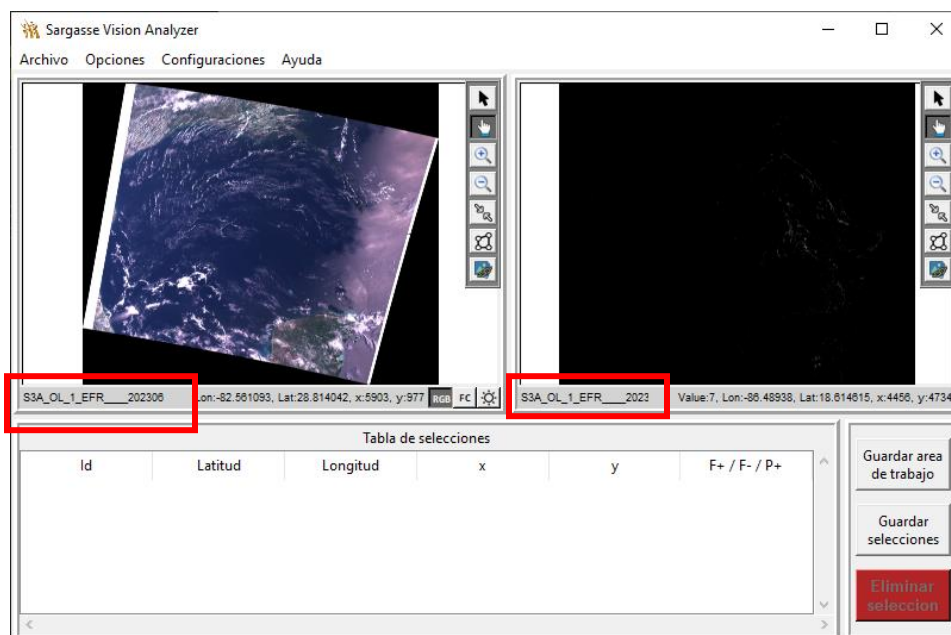 Sargasse Vision Analyzer
Archivo Opciones Configuraciones Ayuda
S3A_OL_1_EFR____202306 Lon:-82.561093, Lat:28.814042, x:5903, y:977 RGB FC
S3A_OL_1_EFR____2023 Value:7, Lon:-86.48938, Lat:18.614615, x:4456, y:4734
Tabla de selecciones
Id Latitud Longitud x y F+ / F- / P+
Guardar area
de trabajo
Guardar
selecciones
Eliminar
seleccion